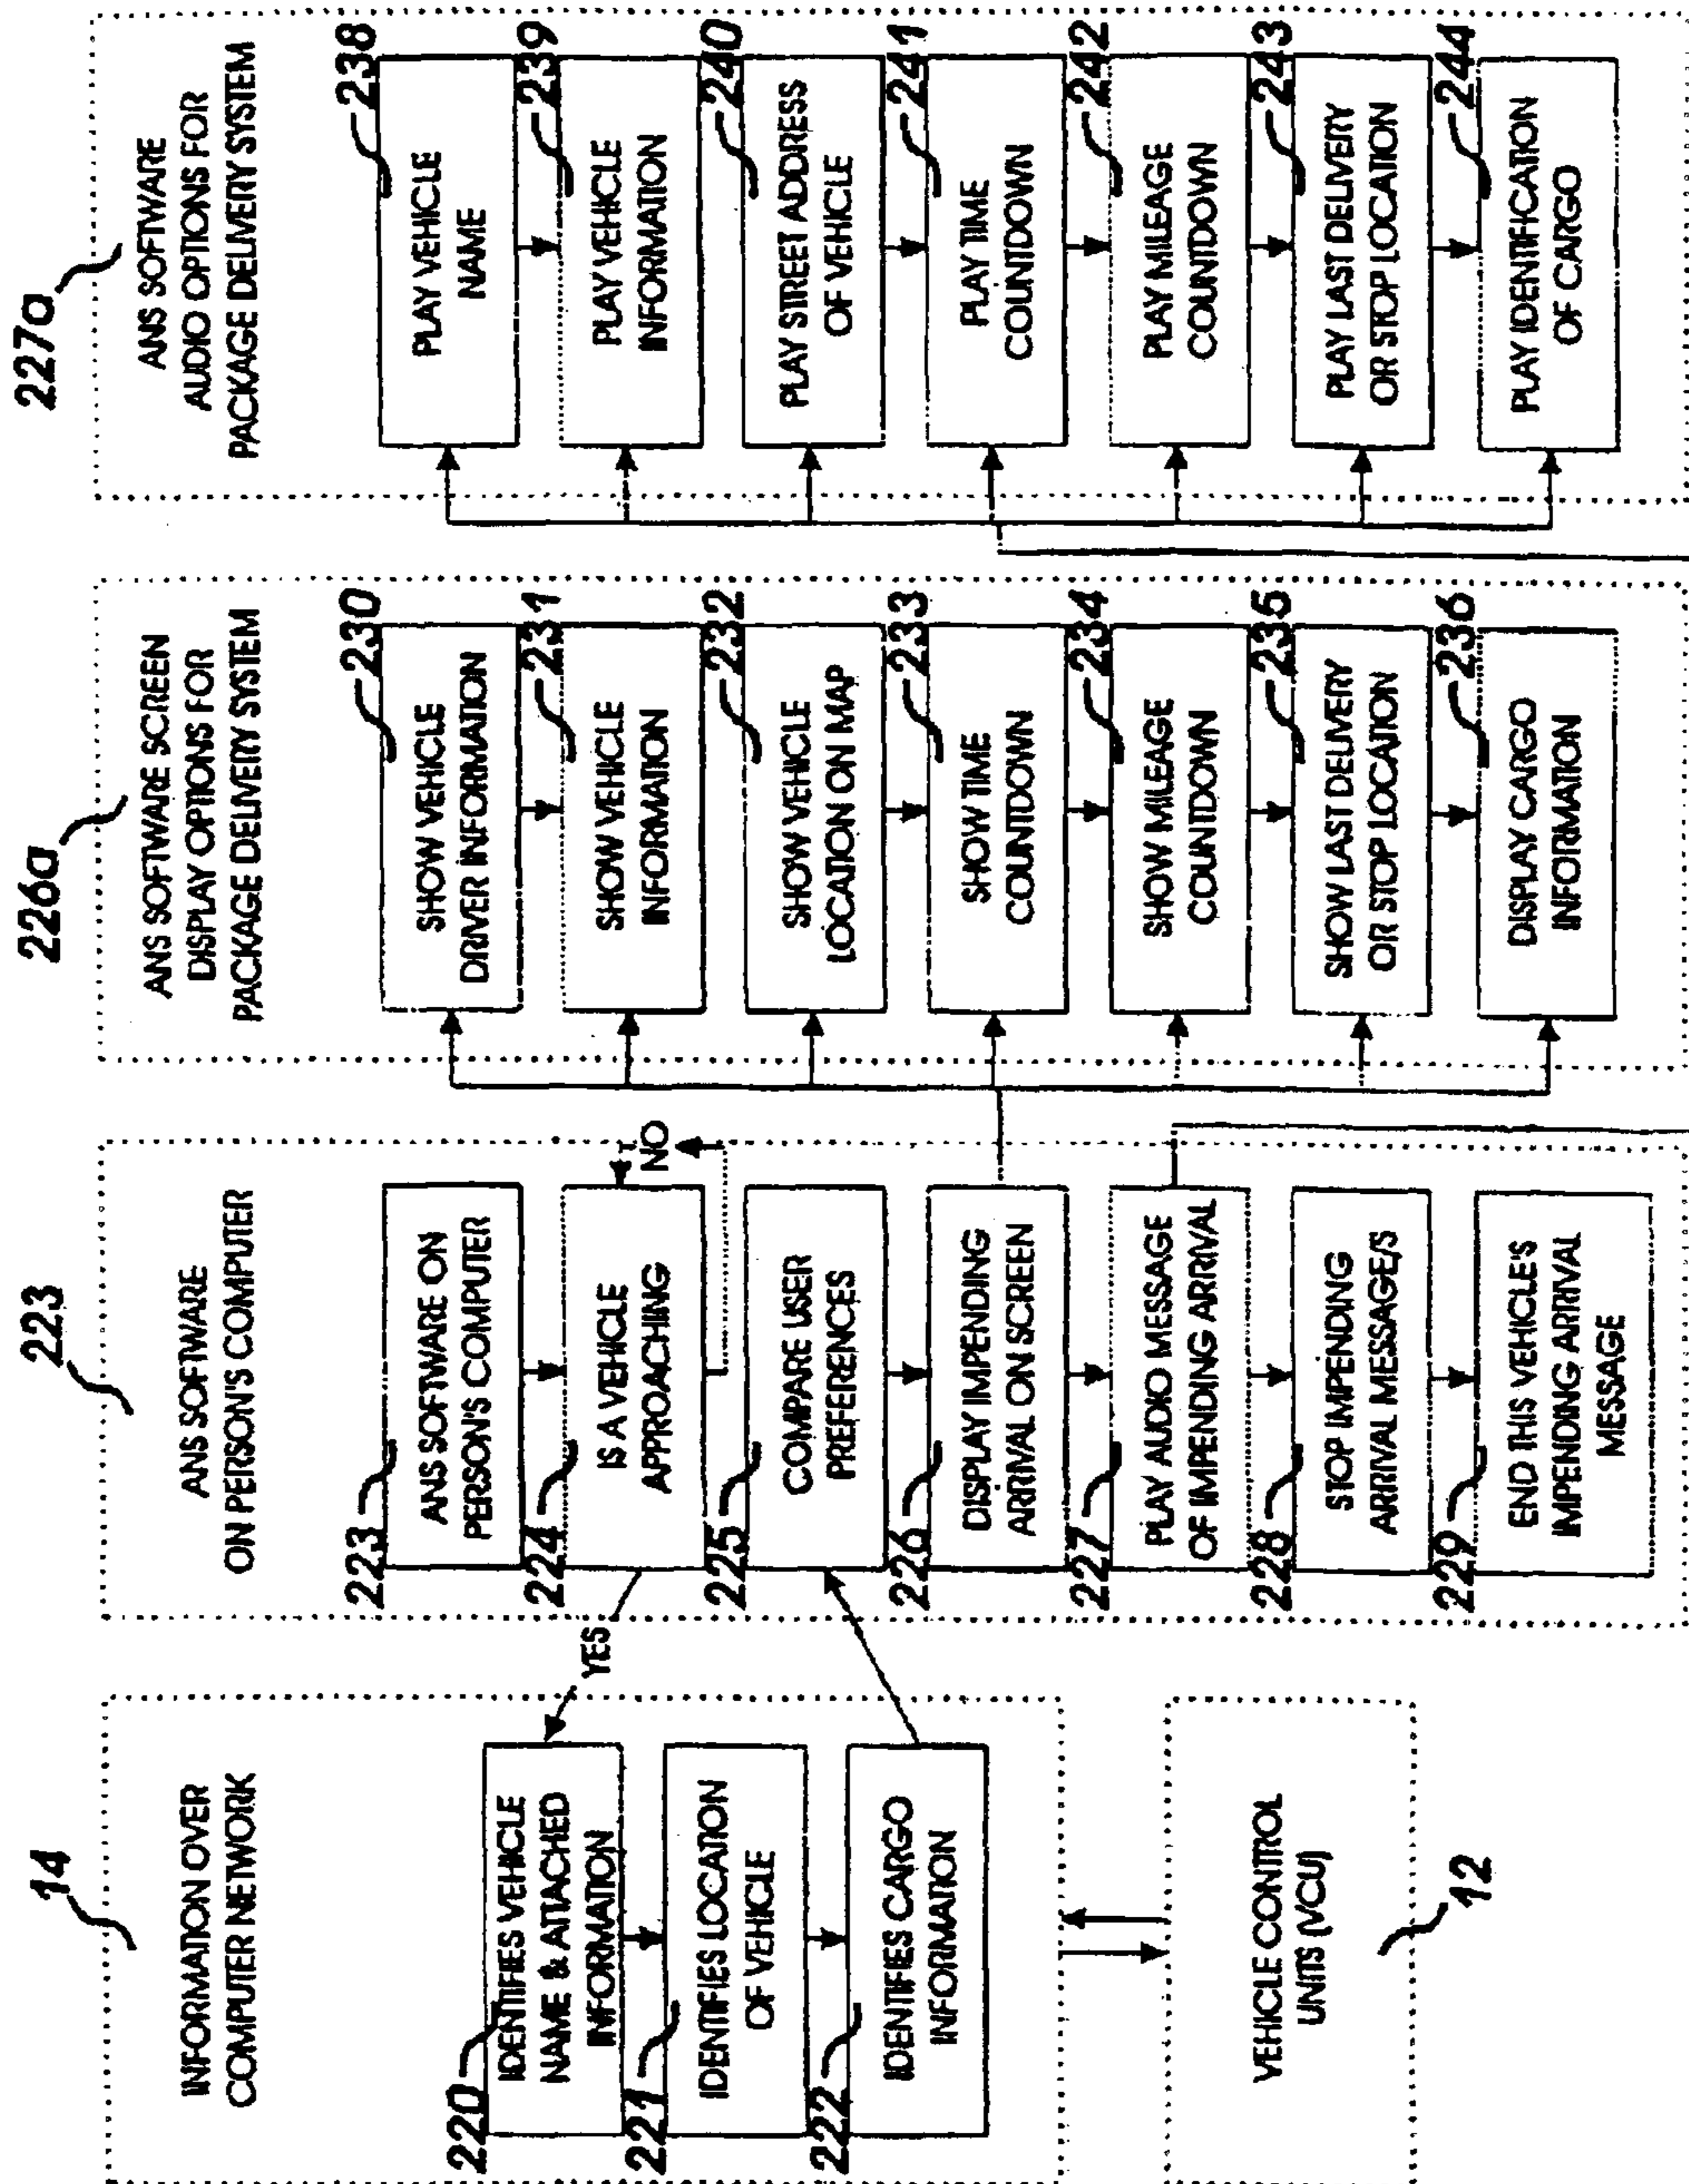 14
INFORMATION OVER
COMPUTER NETWORK
220
IDENTIFIES VEHICLE
NAME & ATTACHED
INFORMATION
221
IDENTIFIES LOCATION
OF VEHICLE
222
IDENTIFIES CARGO
INFORMATION
VEHICLE CONTROL
UNITS (VCU)
12
YES
223
ANS SOFTWARE
ON PERSON'S COMPUTER
223
ANS SOFTWARE ON
PERSON'S COMPUTER
224
IS A VEHICLE
APPROACHING
NO
225
COMPARE USER
PREFERENCES
226
DISPLAY IMPENDING
ARRIVAL ON SCREEN
227
PLAY AUDIO MESSAGE
OF IMPENDING ARRIVAL
228
STOP IMPENDING
ARRIVAL MESSAGE/S
229
END THIS VEHICLE'S
IMPENDING ARRIVAL
MESSAGE
226a
ANS SOFTWARE SCREEN
DISPLAY OPTIONS FOR
PACKAGE DELIVERY SYSTEM
230
SHOW VEHICLE
DRIVER INFORMATION
231
SHOW VEHICLE
INFORMATION
232
SHOW VEHICLE
LOCATION ON MAP
233
SHOW TIME
COUNTDOWN
234
SHOW MILEAGE
COUNTDOWN
235
SHOW LAST DELIVERY
OR STOP LOCATION
236
DISPLAY CARGO
INFORMATION
227a
ANS SOFTWARE
AUDIO OPTIONS FOR
PACKAGE DELIVERY SYSTEM
238
PLAY VEHICLE
NAME
239
PLAY VEHICLE
INFORMATION
240
PLAY STREET ADDRESS
OF VEHICLE
241
PLAY TIME
COUNTDOWN
242
PLAY MILEAGE
COUNTDOWN
243
PLAY LAST DELIVERY
OR STOP LOCATION
244
PLAY IDENTIFICATION
OF CARGO